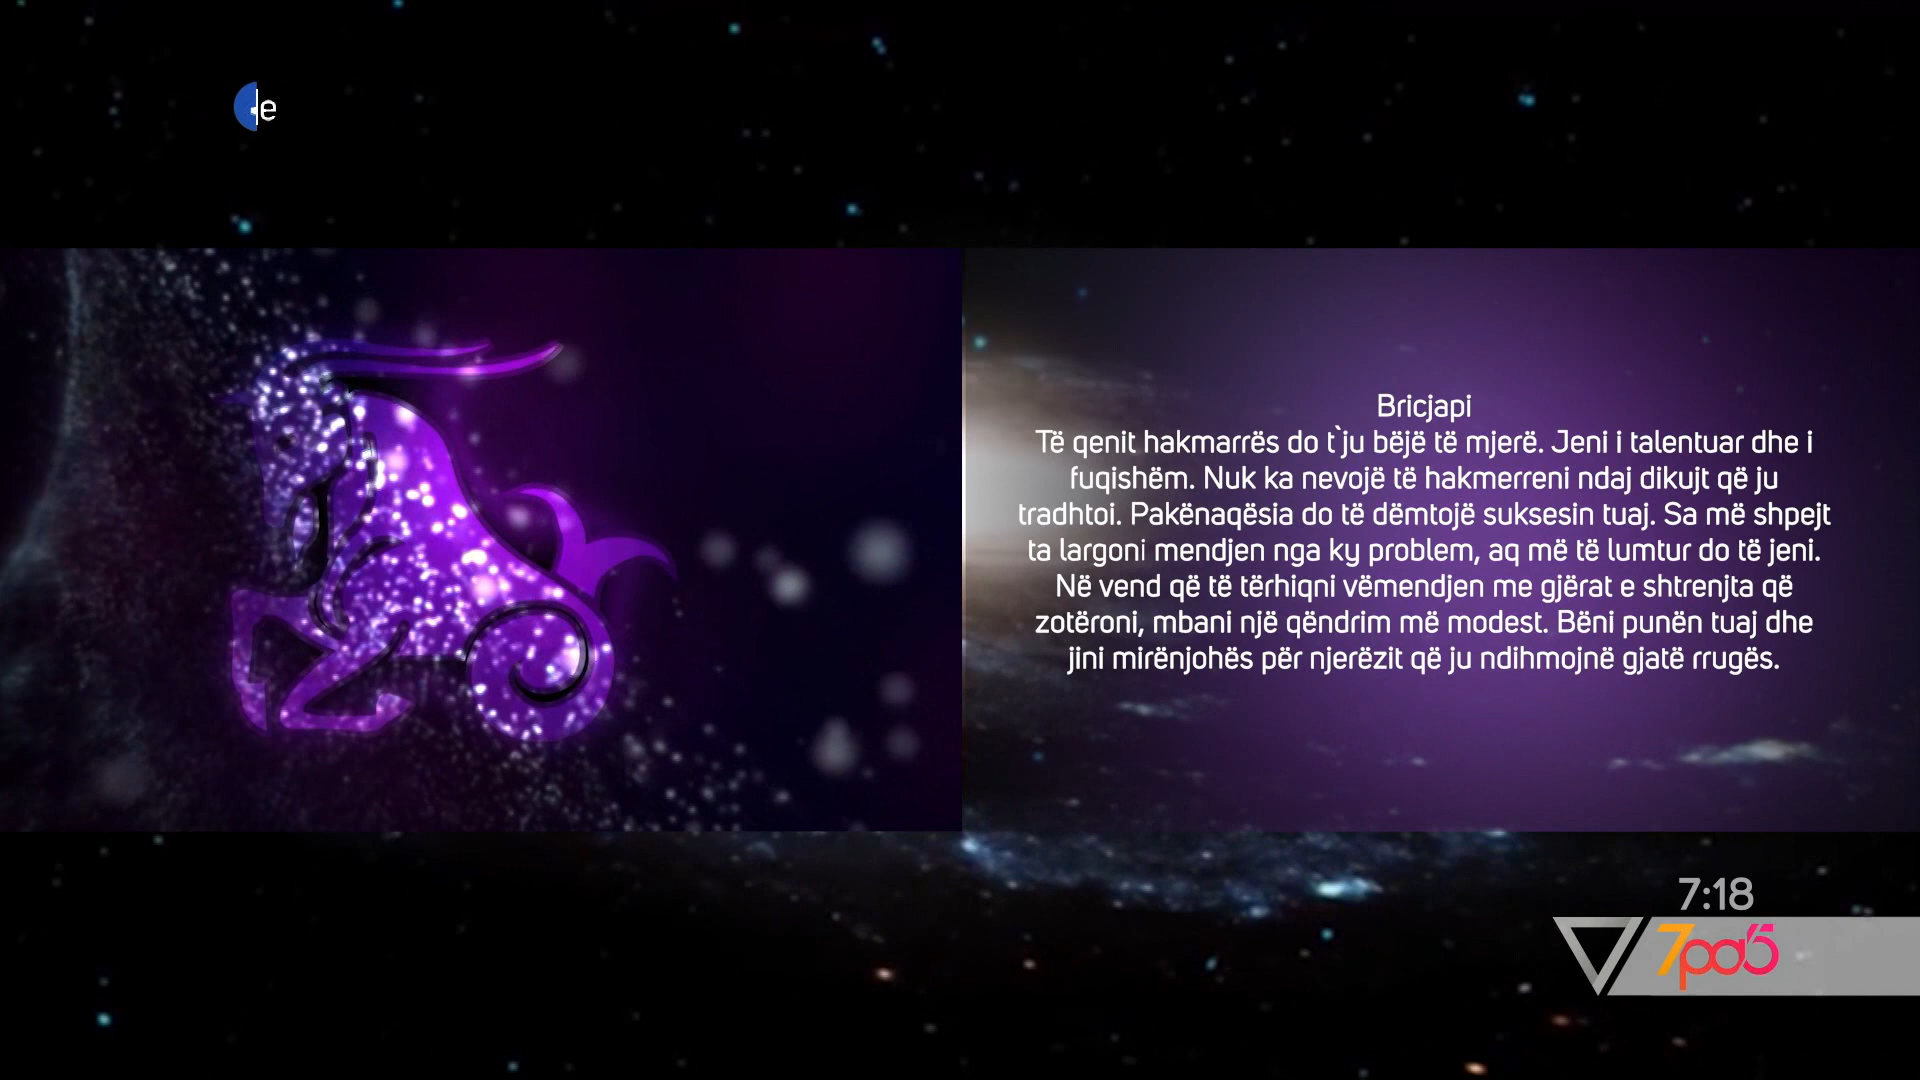 e
Bricjapi
Të qenit hakmarrës do t`ju bëjë të mjerë. Jeni i talentuar dhe i
fuqishëm. Nuk ka nevojë të hakmerreni ndaj dikujt që ju
tradhtoi. Pakënaqësia do të dëmtojë suksesin tuaj. Sa më shpejt
ta largoni mendjen nga ky problem, aq më të lumtur do të jeni.
Në vend që të tërhiqni vëmendjen me gjërat e shtrenjta që
zotëroni, mbani një qëndrim më modest. Bëni punën tuaj dhe
jini mirënjohës për njerëzit që ju ndihmojnë gjatë rrugës.
7:18
7pa5